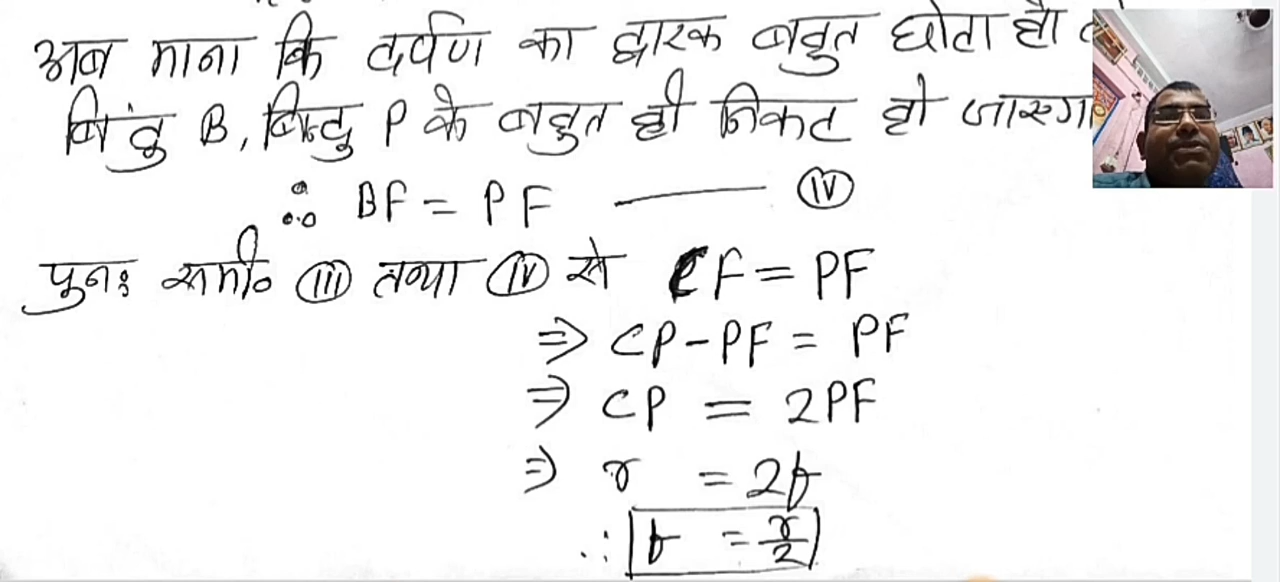 अब माना कि दर्पण का द्वारक बहुत छोटा हो
बिंदु B, बिन्दु P के बहुत ही निकट हो जाएगा
∴ BF = PF —— (IV)
पुनः समी० (III) तथा (IV) से CF = PF
⇒ CP - PF = PF
⇒ CP = 2PF
⇒ r = 2f
∴ f = r/2